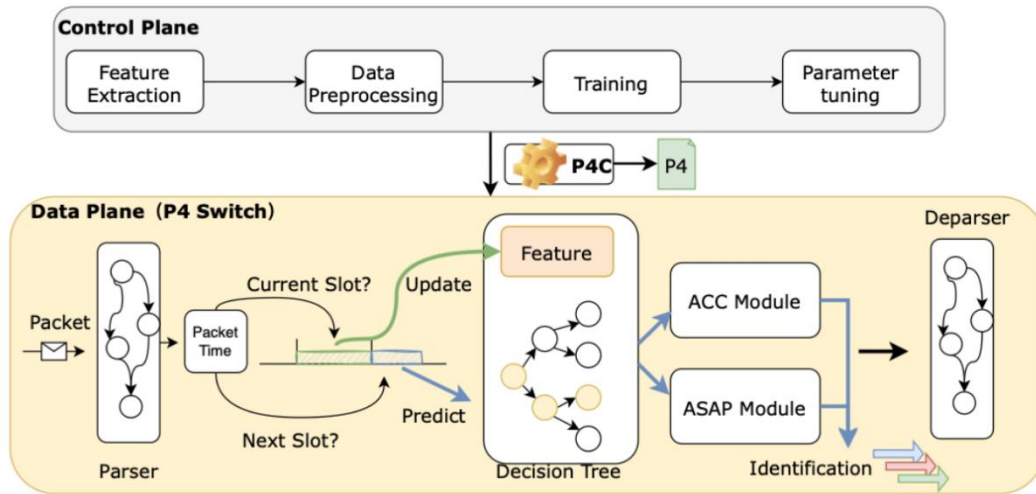 Control Plane
Feature
Extraction
Data
Preprocessing
Training
Parameter
tuning
P4C
P4
Data Plane（P4 Switch）
Deparser
Feature
Current Slot?
Update
ACC Module
Packet
Packet
Time
ASAP Module
Predict
Next Slot?
Parser
Decision Tree
Identification